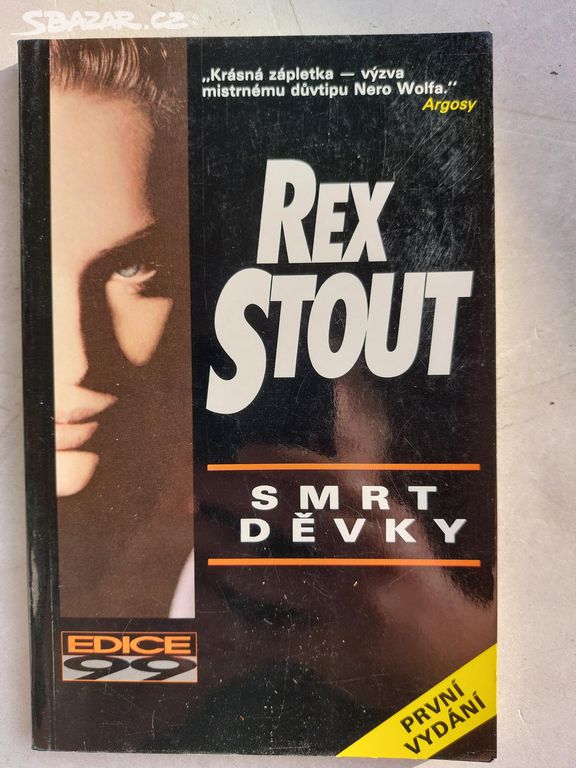 SBAZAR.CZ
„Krásná zápletka — výzva
mistrnému důvtipu Nero Wolfa.“
Argosy
REX
STOUT
SMRT
DĚVKY
EDICE
99
PRVNÍ
VYDÁNÍ